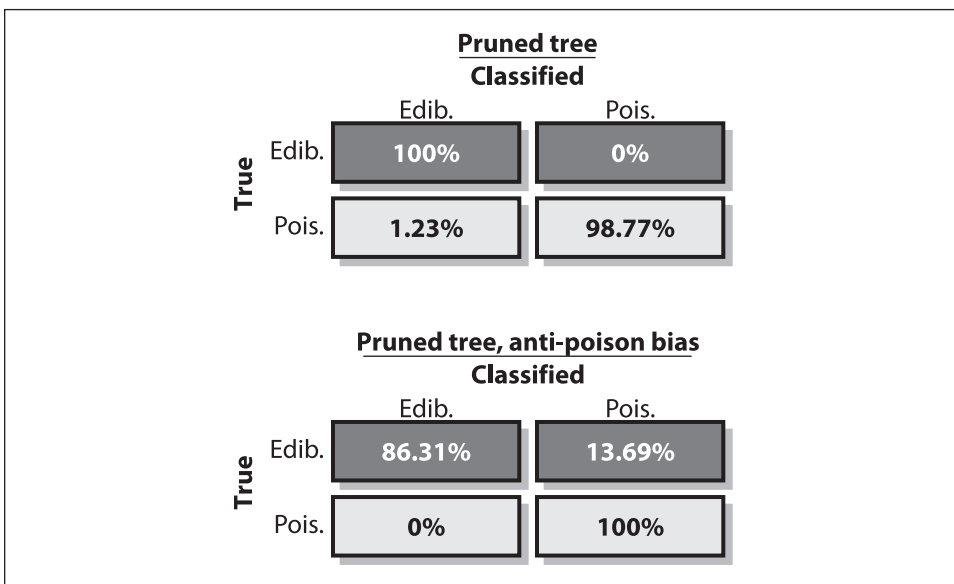 Pruned tree
Classified
Edib. Pois.
True
Edib. 100% 0%
Pois. 1.23% 98.77%
Pruned tree, anti-poison bias
Classified
Edib. Pois.
True
Edib. 86.31% 13.69%
Pois. 0% 100%